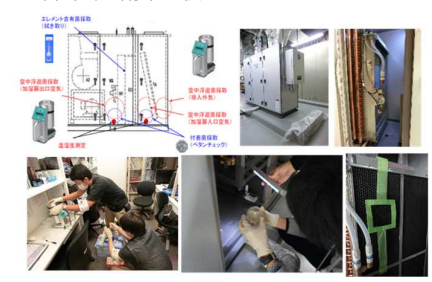 エレメント含有菌採取
(拭き取り)
空中浮遊菌採取
(加湿器出口空気)
空中浮遊菌採取
(導入外気)
空中浮遊菌採取
(加湿器入口空気)
付着菌採取
(ペタンチェック)
温湿度測定